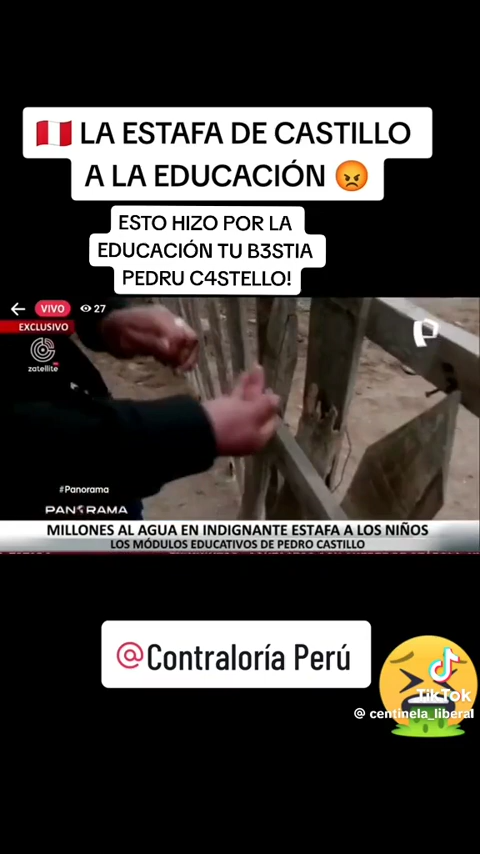 LA ESTAFA DE CASTILLO
A LA EDUCACIÓN
ESTO HIZO POR LA
EDUCACIÓN TU B3STIA
PEDRU C4STELLO!
VIVO 27
EXCLUSIVO
zatellite
#Panorama
PANORAMA
MILLONES AL AGUA EN INDIGNANTE ESTAFA A LOS NIÑOS
LOS MÓDULOS EDUCATIVOS DE PEDRO CASTILLO
@Contraloría Perú
TikTok
@ centinela_liberal